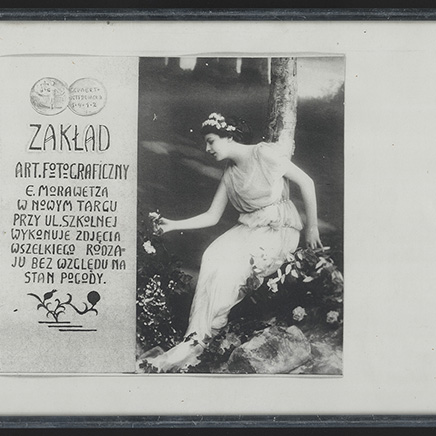 ZAKŁAD
ART. FOTOGRAFICZNY
E. MORAWETZA
W NOWYM TARGU
PRZY UL. SZKOLNEJ
WYKONUJE ZDJĘCIA
WSZELKIEGO RODZA-
JU BEZ WZGLĘDU NA
STAN POGODY.